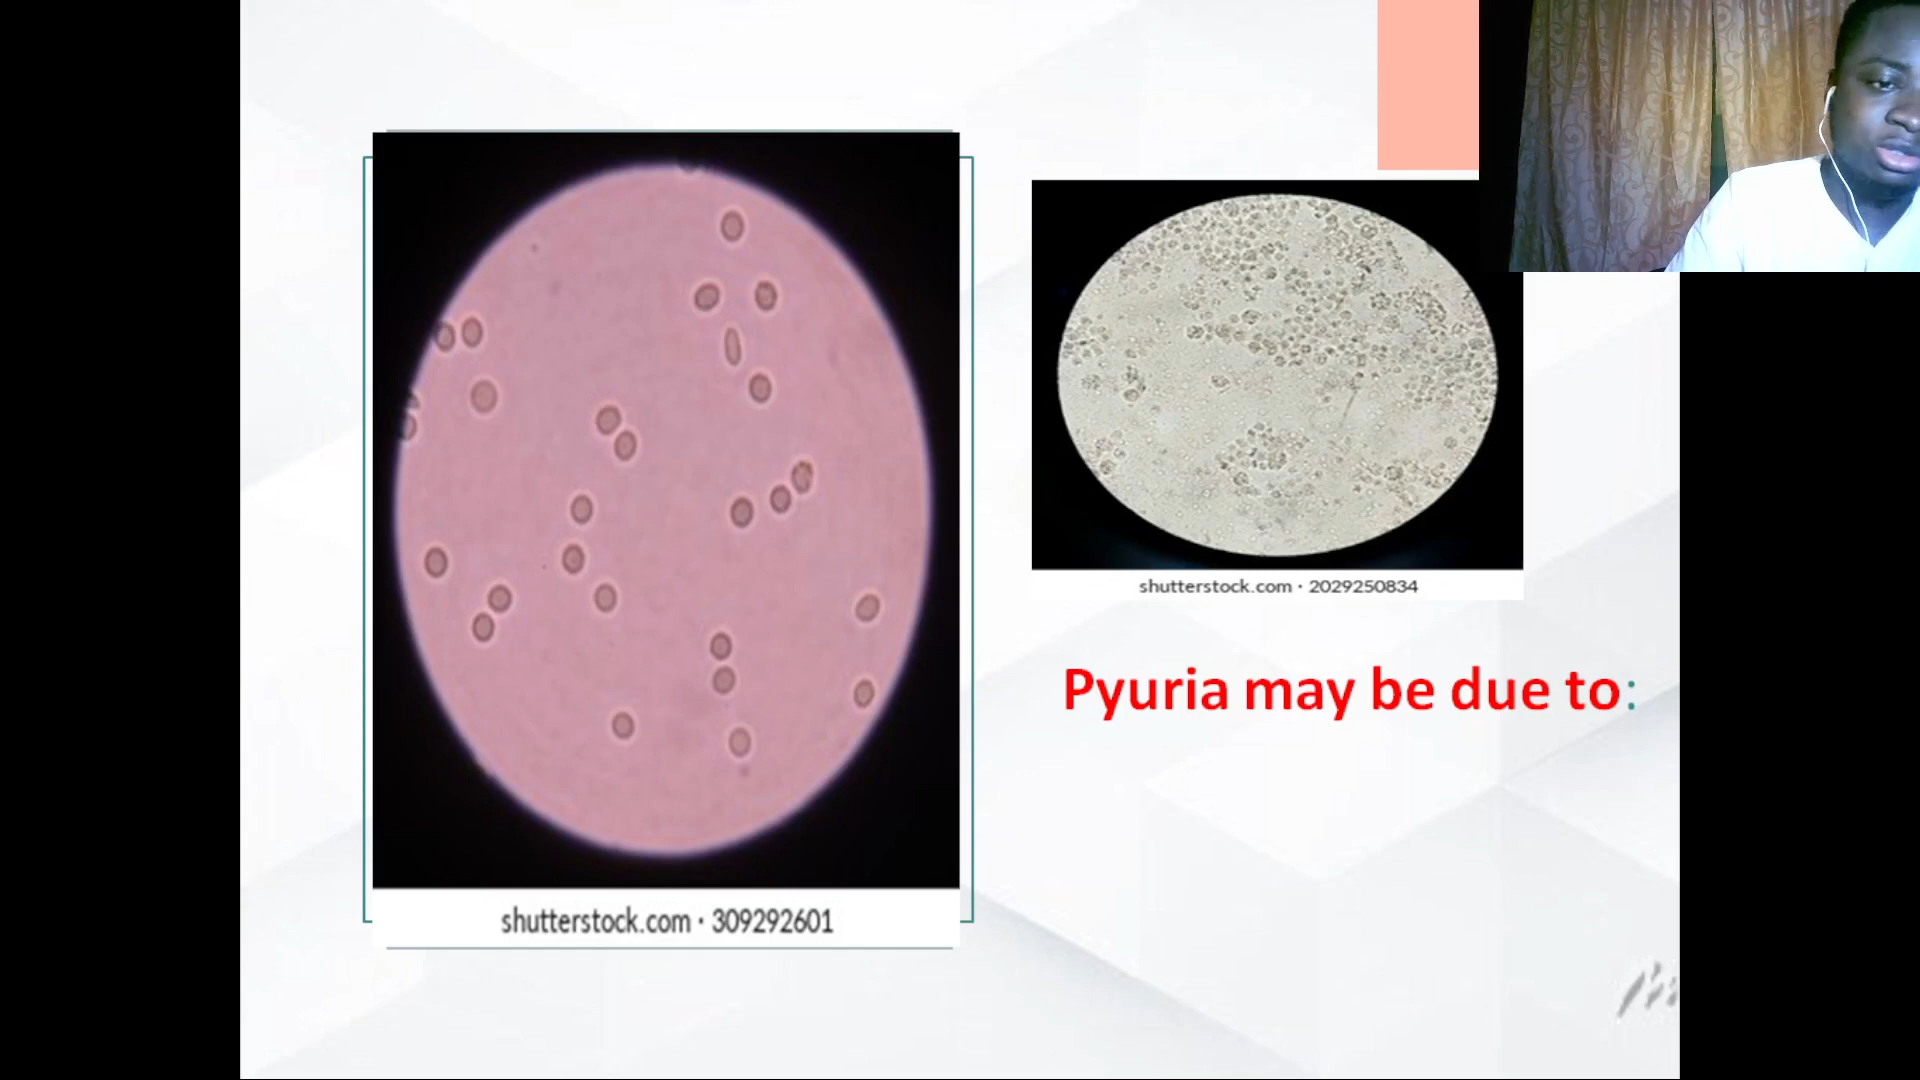 shutterstock.com · 309292601
shutterstock.com · 2029250834
Pyuria may be due to: